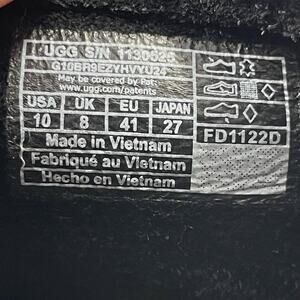 UGG S/N 1130525
G10BR9EZYHVYU24
May be covered by Pat
www.ugg.com/patents
USA UK EU JAPAN
10 8 41 27
FD1122D
Made in Vietnam
Fabriqué au Vietnam
Hecho en Vietnam